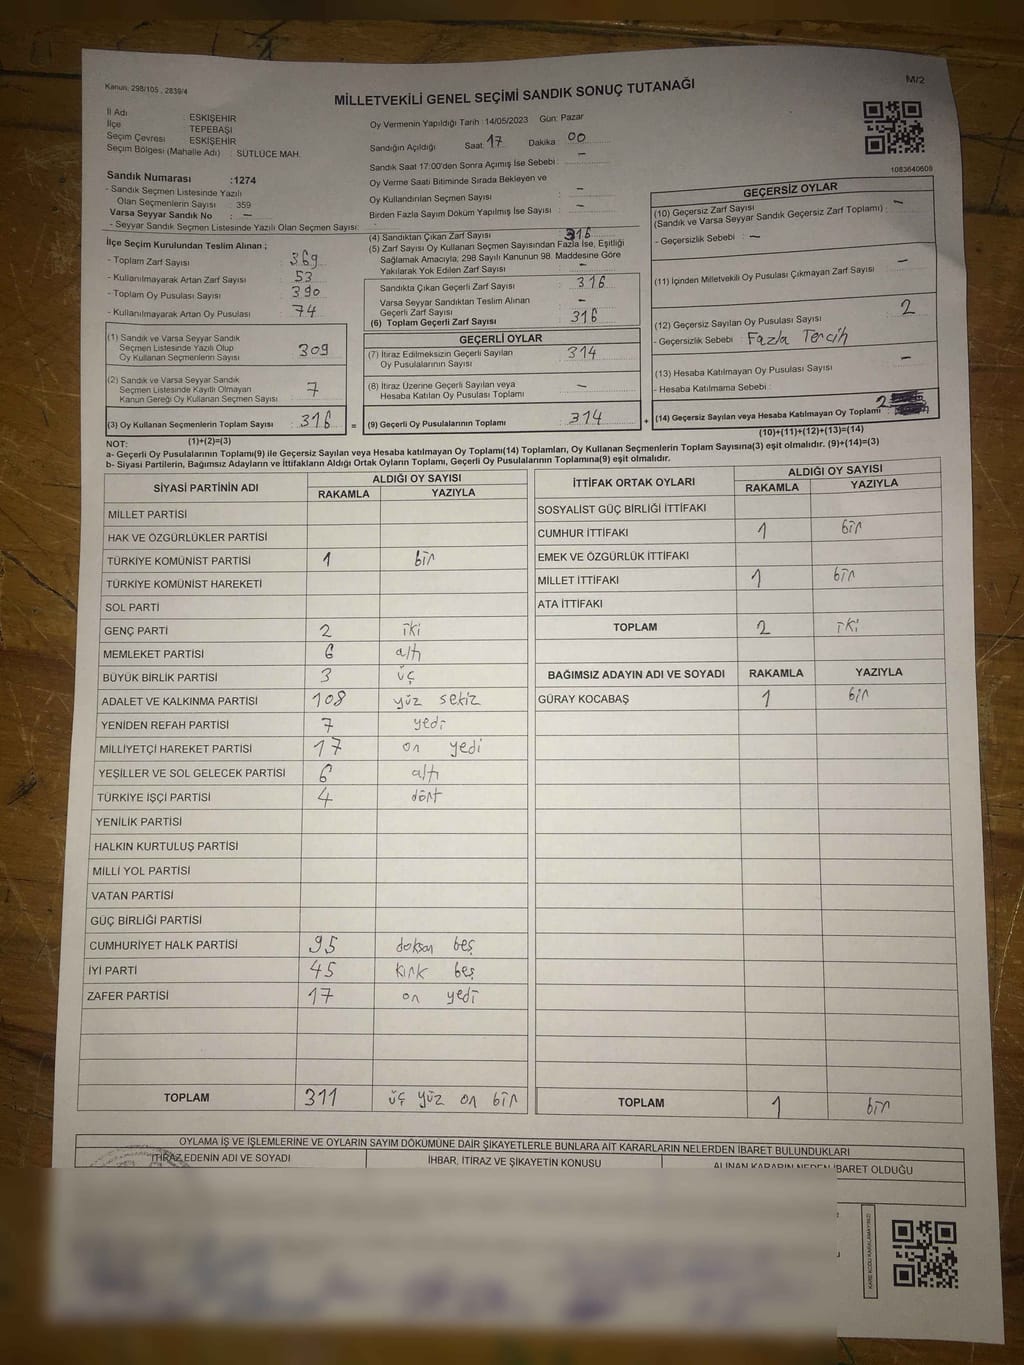 Kanun, 298/105 , 2839/4
M/2
MİLLETVEKİLİ GENEL SEÇİMİ SANDIK SONUÇ TUTANAĞI
İl Adı : ESKİŞEHİR
İlçe : TEPEBAŞI
Seçim Çevresi : ESKİŞEHİR
Seçim Bölgesi (Mahalle Adı) : SÜTLÜCE MAH.
Sandık Numarası :1274
- Sandık Seçmen Listesinde Yazılı
Olan Seçmenlerin Sayısı : 359
Varsa Seyyar Sandık No : —
- Seyyar Sandık Seçmen Listesinde Yazılı Olan Seçmen Sayısı:
Oy Vermenin Yapıldığı Tarih : 14/05/2023 Gün: Pazar
Sandığın Açıldığı Saat: 17 Dakika 00
Sandık Saat 17:00'den Sonra Açımış İse Sebebi : —
Oy Verme Saati Bitiminde Sırada Bekleyen ve
Oy Kullandırılan Seçmen Sayısı : —
Birden Fazla Sayım Döküm Yapılmış İse Sayısı : —
1083640608
İlçe Seçim Kurulundan Teslim Alınan ;
- Toplam Zarf Sayısı : 369
- Kullanılmayarak Artan Zarf Sayısı : 53
- Toplam Oy Pusulası Sayısı : 390
- Kullanılmayarak Artan Oy Pusulası : 74
(1) Sandık ve Varsa Seyyar Sandık
Seçmen Listesinde Yazılı Olup
Oy Kullanan Seçmenlerin Sayısı : 309
(2) Sandık ve Varsa Seyyar Sandık
Seçmen Listesinde Kayıtlı Olmayan
Kanun Gereği Oy Kullanan Seçmen Sayısı : 7
(3) Oy Kullanan Seçmenlerin Toplam Sayısı : 316 =
(4) Sandıktan Çıkan Zarf Sayısı 316
(5) Zarf Sayısı Oy Kullanan Seçmen Sayısından Fazla İse, Eşitliği
Sağlamak Amacıyla; 298 Sayılı Kanunun 98. Maddesine Göre
Yakılarak Yok Edilen Zarf Sayısı : —
Sandıkta Çıkan Geçerli Zarf Sayısı : 316
Varsa Seyyar Sandıktan Teslim Alınan
Geçerli Zarf Sayısı : —
(6) Toplam Geçerli Zarf Sayısı : 316
GEÇERLİ OYLAR
(7) İtiraz Edilmeksizin Geçerli Sayılan
Oy Pusulalarının Sayısı : 314
(8) İtiraz Üzerine Geçerli Sayılan veya
Hesaba Katılan Oy Pusulası Toplamı : —
(9) Geçerli Oy Pusulalarının Toplamı : 314 +
GEÇERSİZ OYLAR
(10) Geçersiz Zarf Sayısı
(Sandık ve Varsa Seyyar Sandık Geçersiz Zarf Toplamı) : —
- Geçersizlik Sebebi : —
(11) İçinden Milletvekili Oy Pusulası Çıkmayan Zarf Sayısı : —
(12) Geçersiz Sayılan Oy Pusulası Sayısı : 2
- Geçersizlik Sebebi : Fazla Tercih
(13) Hesaba Katılmayan Oy Pusulası Sayısı : —
- Hesaba Katılmama Sebebi :
(14) Geçersiz Sayılan veya Hesaba Katılmayan Oy Toplamı : 2
(10)+(11)+(12)+(13)=(14)
NOT: (1)+(2)=(3)
a- Geçerli Oy Pusulalarının Toplamı(9) ile Geçersiz Sayılan veya Hesaba katılmayan Oy Toplamı(14) Toplamları, Oy Kullanan Seçmenlerin Toplam Sayısına(3) eşit olmalıdır. (9)+(14)=(3)
b- Siyasi Partilerin, Bağımsız Adayların ve İttifakların Aldığı Ortak Oyların Toplamı, Geçerli Oy Pusulalarının Toplamına(9) eşit olmalıdır.
SİYASİ PARTİNİN ADI ALDIĞI OY SAYISI
RAKAMLA YAZIYLA
MİLLET PARTİSİ
HAK VE ÖZGÜRLÜKLER PARTİSİ
TÜRKİYE KOMÜNİST PARTİSİ 1 bir
TÜRKİYE KOMÜNİST HAREKETİ
SOL PARTİ
GENÇ PARTİ 2 iki
MEMLEKET PARTİSİ 6 altı
BÜYÜK BİRLİK PARTİSİ 3 üç
ADALET VE KALKINMA PARTİSİ 108 yüz sekiz
YENİDEN REFAH PARTİSİ 7 yedi
MİLLİYETÇİ HAREKET PARTİSİ 17 on yedi
YEŞİLLER VE SOL GELECEK PARTİSİ 6 altı
TÜRKİYE İŞÇİ PARTİSİ 4 dört
YENİLİK PARTİSİ
HALKIN KURTULUŞ PARTİSİ
MİLLİ YOL PARTİSİ
VATAN PARTİSİ
GÜÇ BİRLİĞİ PARTİSİ
CUMHURİYET HALK PARTİSİ 95 doksan beş
İYİ PARTİ 45 kırk beş
ZAFER PARTİSİ 17 on yedi
TOPLAM 311 üç yüz on bir
İTTİFAK ORTAK OYLARI ALDIĞI OY SAYISI
RAKAMLA YAZIYLA
SOSYALİST GÜÇ BİRLİĞİ İTTİFAKI
CUMHUR İTTİFAKI 1 bir
EMEK VE ÖZGÜRLÜK İTTİFAKI
MİLLET İTTİFAKI 1 bir
ATA İTTİFAKI
TOPLAM 2 iki
BAĞIMSIZ ADAYIN ADI VE SOYADI RAKAMLA YAZIYLA
GÜRAY KOCABAŞ 1 bir
TOPLAM 1 bir
OYLAMA İŞ VE İŞLEMLERİNE VE OYLARIN SAYIM DÖKÜMÜNE DAİR ŞİKAYETLERLE BUNLARA AİT KARARLARIN NELERDEN İBARET BULUNDUKLARI
İTİRAZ EDENİN ADI VE SOYADI İHBAR, İTİRAZ VE ŞİKAYETİN KONUSU ALINAN KARARIN NEDEN İBARET OLDUĞU
KARE KODU KARALAMAYINIZ!